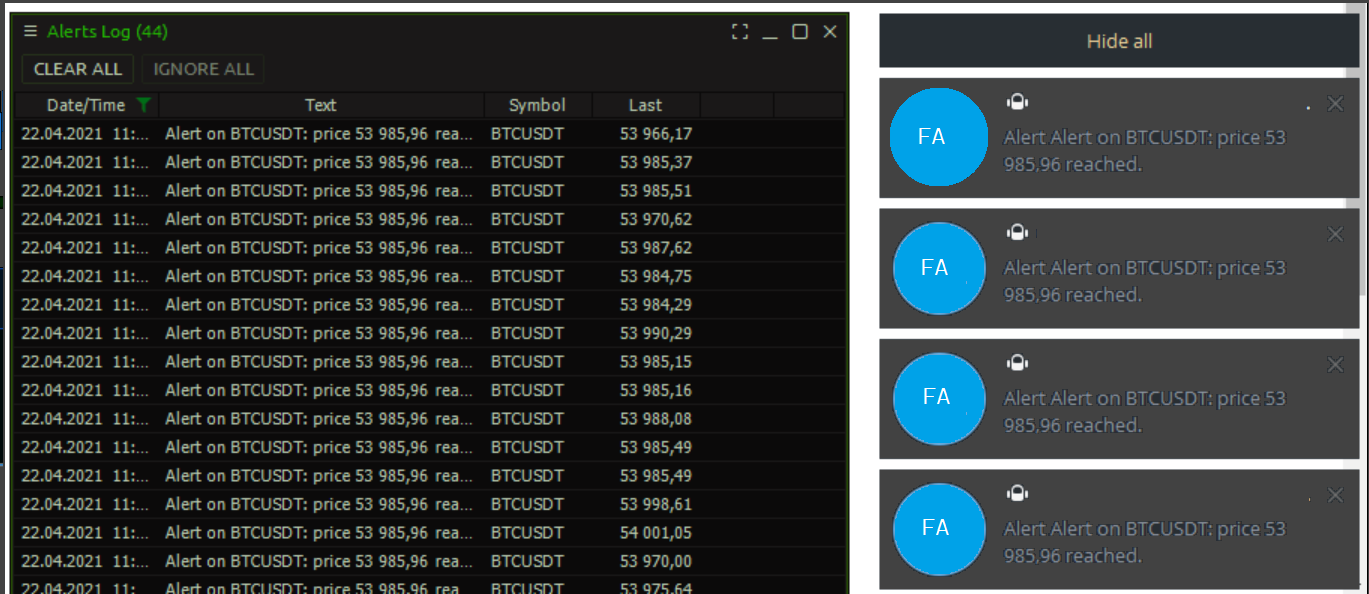 Alerts Log (44)
CLEAR ALL IGNORE ALL
Date/Time Text Symbol Last
22.04.2021 11:... Alert on BTCUSDT: price 53 985,96 rea... BTCUSDT 53 966,17
22.04.2021 11:... Alert on BTCUSDT: price 53 985,96 rea... BTCUSDT 53 985,37
22.04.2021 11:... Alert on BTCUSDT: price 53 985,96 rea... BTCUSDT 53 985,51
22.04.2021 11:... Alert on BTCUSDT: price 53 985,96 rea... BTCUSDT 53 970,62
22.04.2021 11:... Alert on BTCUSDT: price 53 985,96 rea... BTCUSDT 53 987,62
22.04.2021 11:... Alert on BTCUSDT: price 53 985,96 rea... BTCUSDT 53 984,75
22.04.2021 11:... Alert on BTCUSDT: price 53 985,96 rea... BTCUSDT 53 984,29
22.04.2021 11:... Alert on BTCUSDT: price 53 985,96 rea... BTCUSDT 53 990,29
22.04.2021 11:... Alert on BTCUSDT: price 53 985,96 rea... BTCUSDT 53 985,15
22.04.2021 11:... Alert on BTCUSDT: price 53 985,96 rea... BTCUSDT 53 985,16
22.04.2021 11:... Alert on BTCUSDT: price 53 985,96 rea... BTCUSDT 53 988,08
22.04.2021 11:... Alert on BTCUSDT: price 53 985,96 rea... BTCUSDT 53 985,49
22.04.2021 11:... Alert on BTCUSDT: price 53 985,96 rea... BTCUSDT 53 985,49
22.04.2021 11:... Alert on BTCUSDT: price 53 985,96 rea... BTCUSDT 53 998,61
22.04.2021 11:... Alert on BTCUSDT: price 53 985,96 rea... BTCUSDT 54 001,05
22.04.2021 11:... Alert on BTCUSDT: price 53 985,96 rea... BTCUSDT 53 970,00
22.04.2021 11:... Alert on BTCUSDT: price 53 985,96 rea... BTCUSDT 53 975,64
Hide all
FA
Alert Alert on BTCUSDT: price 53
985,96 reached.
FA
Alert Alert on BTCUSDT: price 53
985,96 reached.
FA
Alert Alert on BTCUSDT: price 53
985,96 reached.
FA
Alert Alert on BTCUSDT: price 53
985,96 reached.